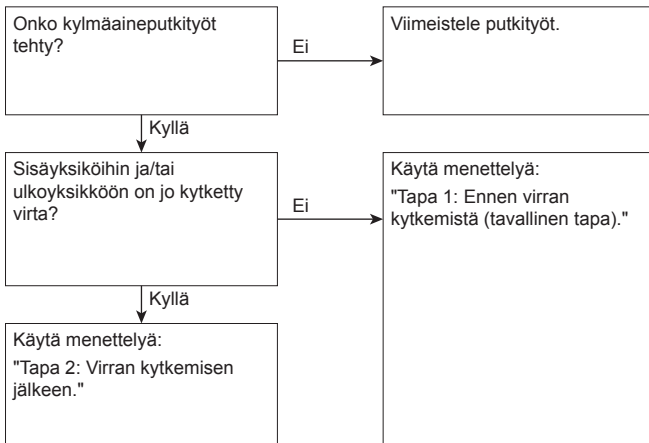 Onko kylmäaineputkityöt
tehty?
Ei
Viimeistele putkityöt.
Kyllä
Sisäyksiköihin ja/tai
ulkoyksikköön on jo kytketty
virta?
Ei
Käytä menettelyä:
"Tapa 1: Ennen virran
kytkemistä (tavallinen tapa)."
Kyllä
Käytä menettelyä:
"Tapa 2: Virran kytkemisen
jälkeen."